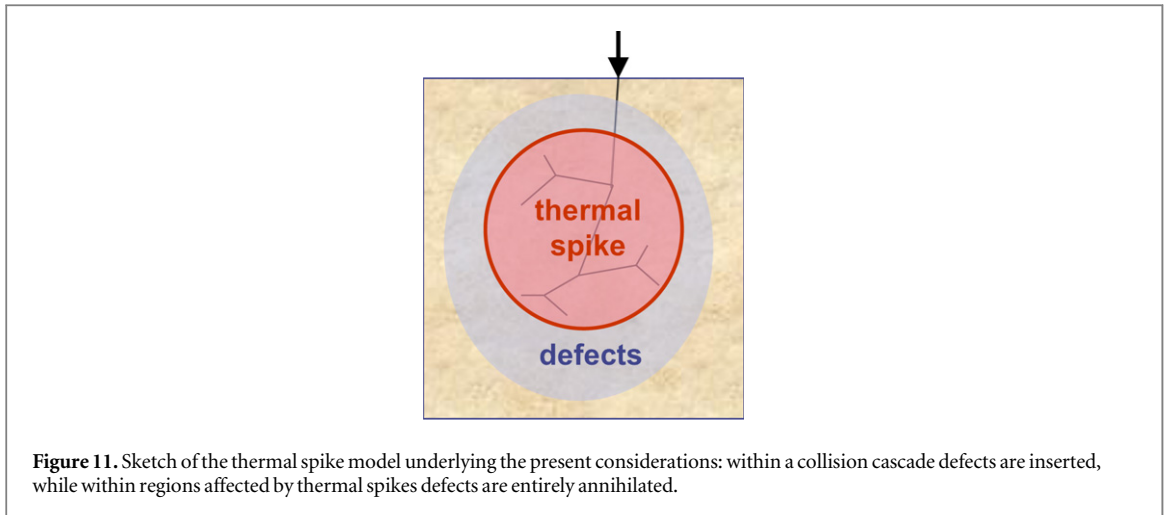 thermal
spike
defects
Figure 11. Sketch of the thermal spike model underlying the present considerations: within a collision cascade defects are inserted,
while within regions affected by thermal spikes defects are entirely annihilated.